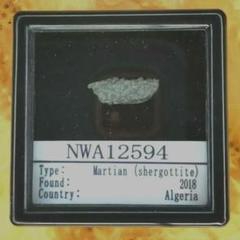 NWA12594
Type: Martian (shergottite)
Found: 2018
Country: Algeria